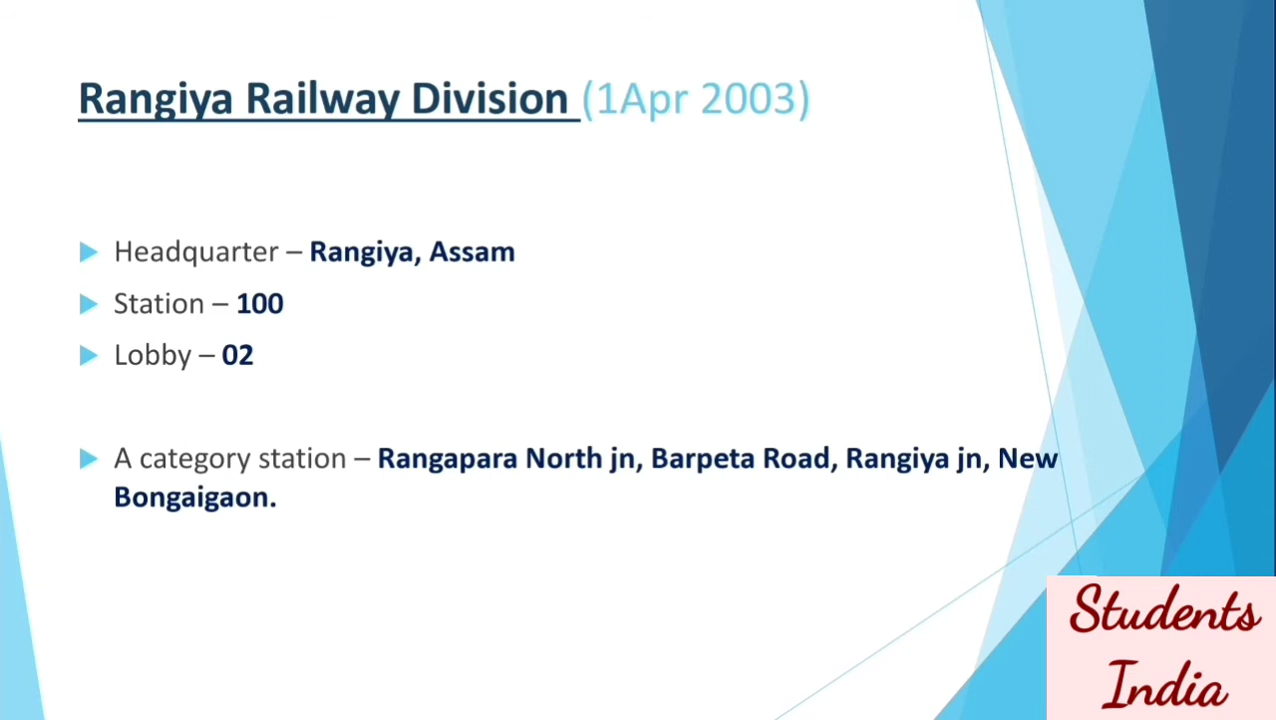 Rangiya Railway Division (1Apr 2003)
Headquarter – Rangiya, Assam
Station – 100
Lobby – 02
A category station – Rangapara North jn, Barpeta Road, Rangiya jn, New
Bongaigaon.
Students
India